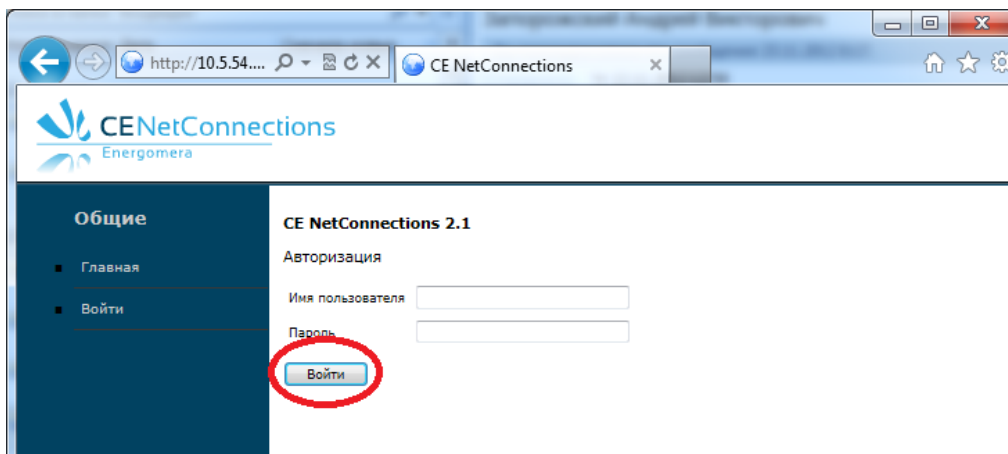 http://10.5.54....
CE NetConnections
CENetConnections
Energomera
Общие
Главная
Войти
CE NetConnections 2.1
Авторизация
Имя пользователя
Пароль
Войти